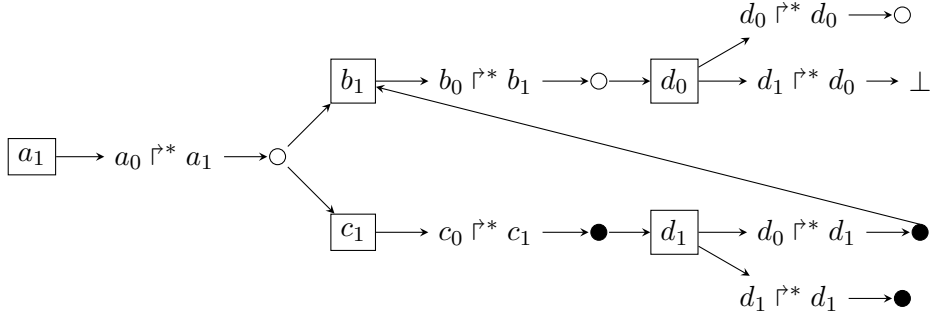 d₀ ↾* d₀
b₁ b₀ ↾* b₁ d₀ d₁ ↾* d₀ ⊥
a₁ a₀ ↾* a₁
c₁ c₀ ↾* c₁ d₁ d₀ ↾* d₁
d₁ ↾* d₁